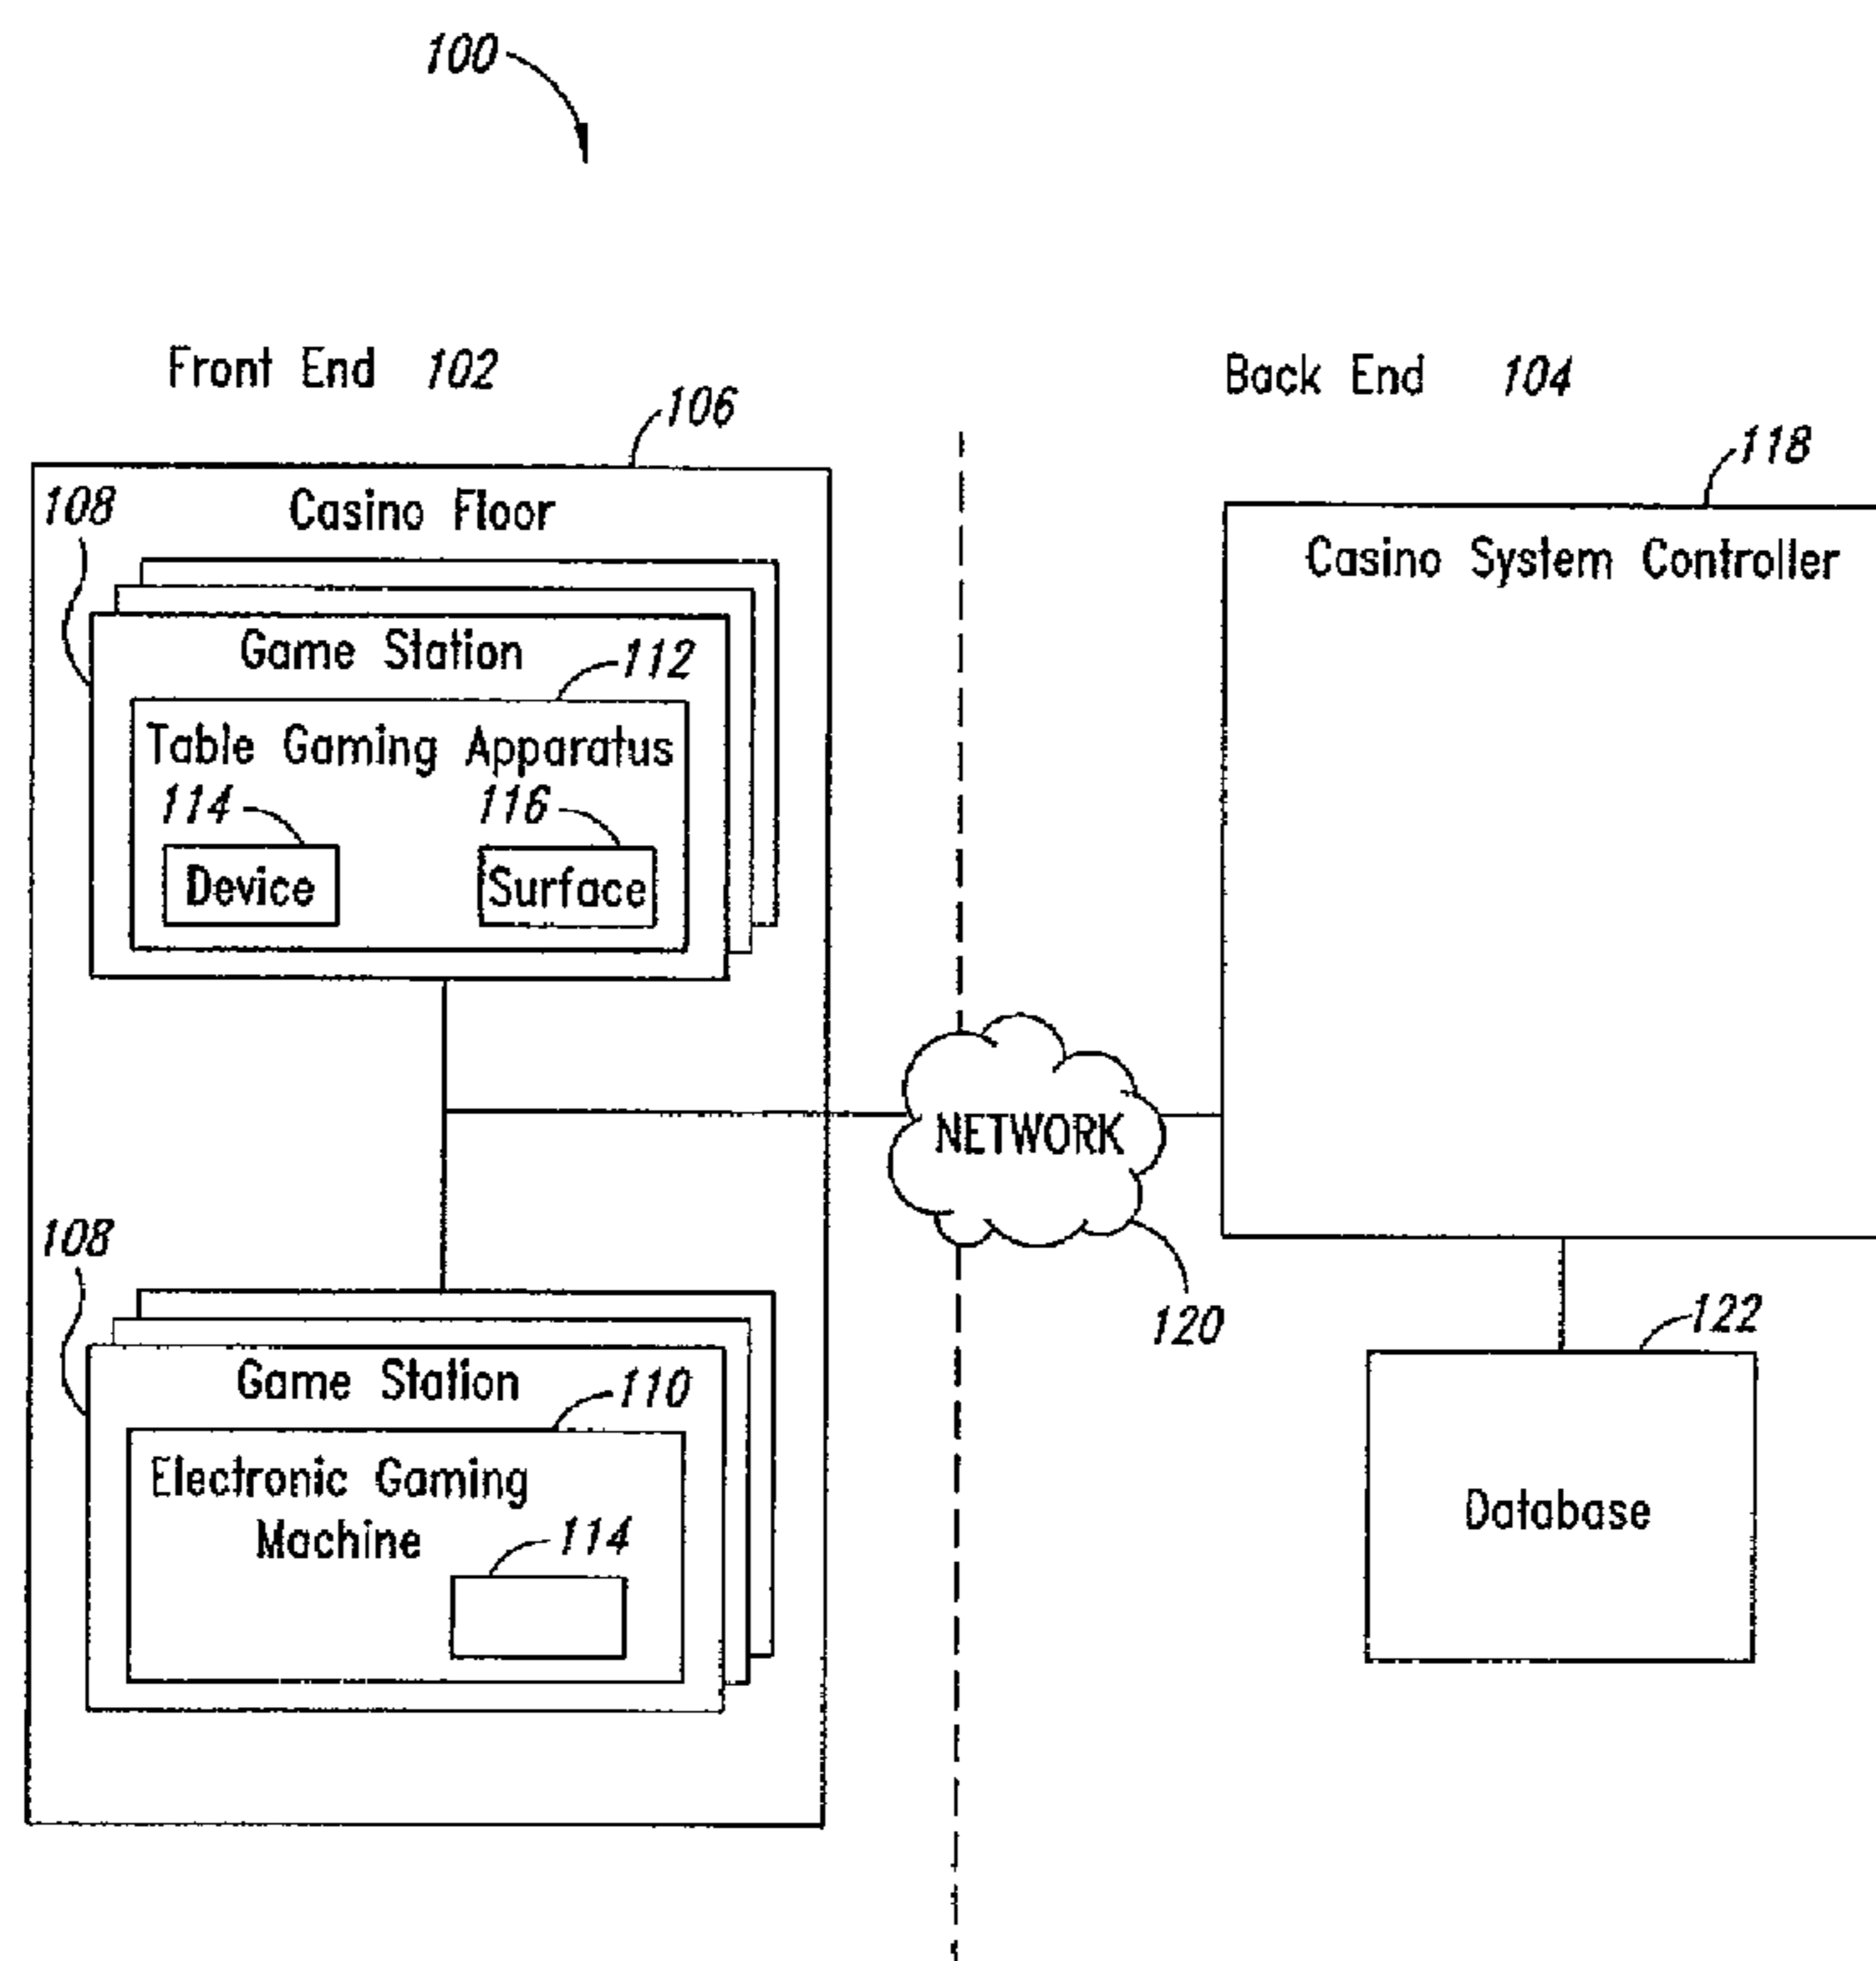 100
Front End 102
106
Casino Floor
108
Game Station
112
Table Gaming Apparatus
114
116
Device
Surface
108
Game Station
110
Electronic Gaming
Machine
114
NETWORK
120
Back End 104
118
Casino System Controller
122
Database